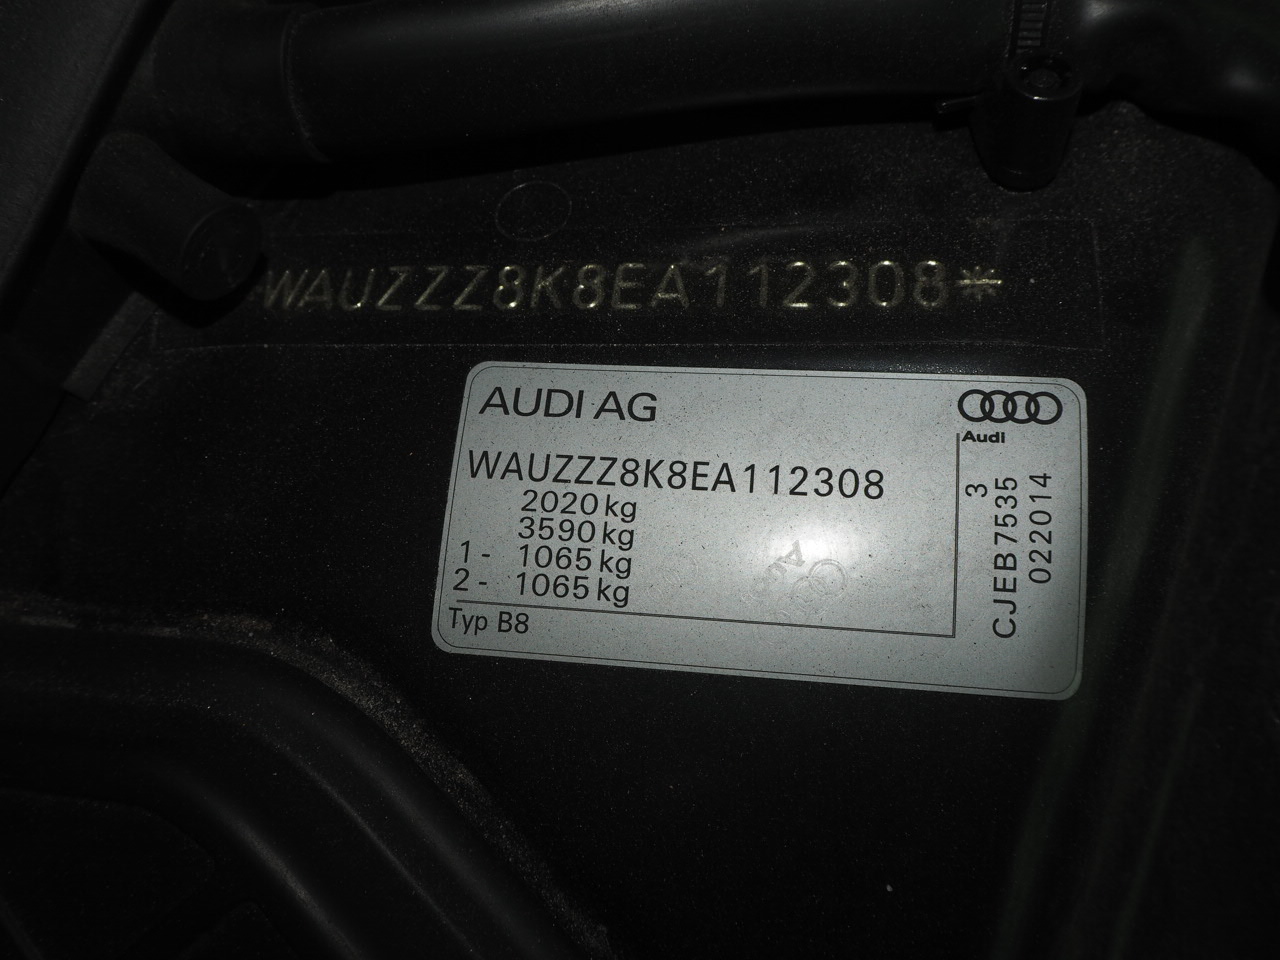 WAUZZZ8K8EA112308*
AUDI AG
Audi
WAUZZZ8K8EA112308
2020 kg
3590 kg
1 - 1065 kg
2 - 1065 kg
Typ B8
3
CJEB7535
022014